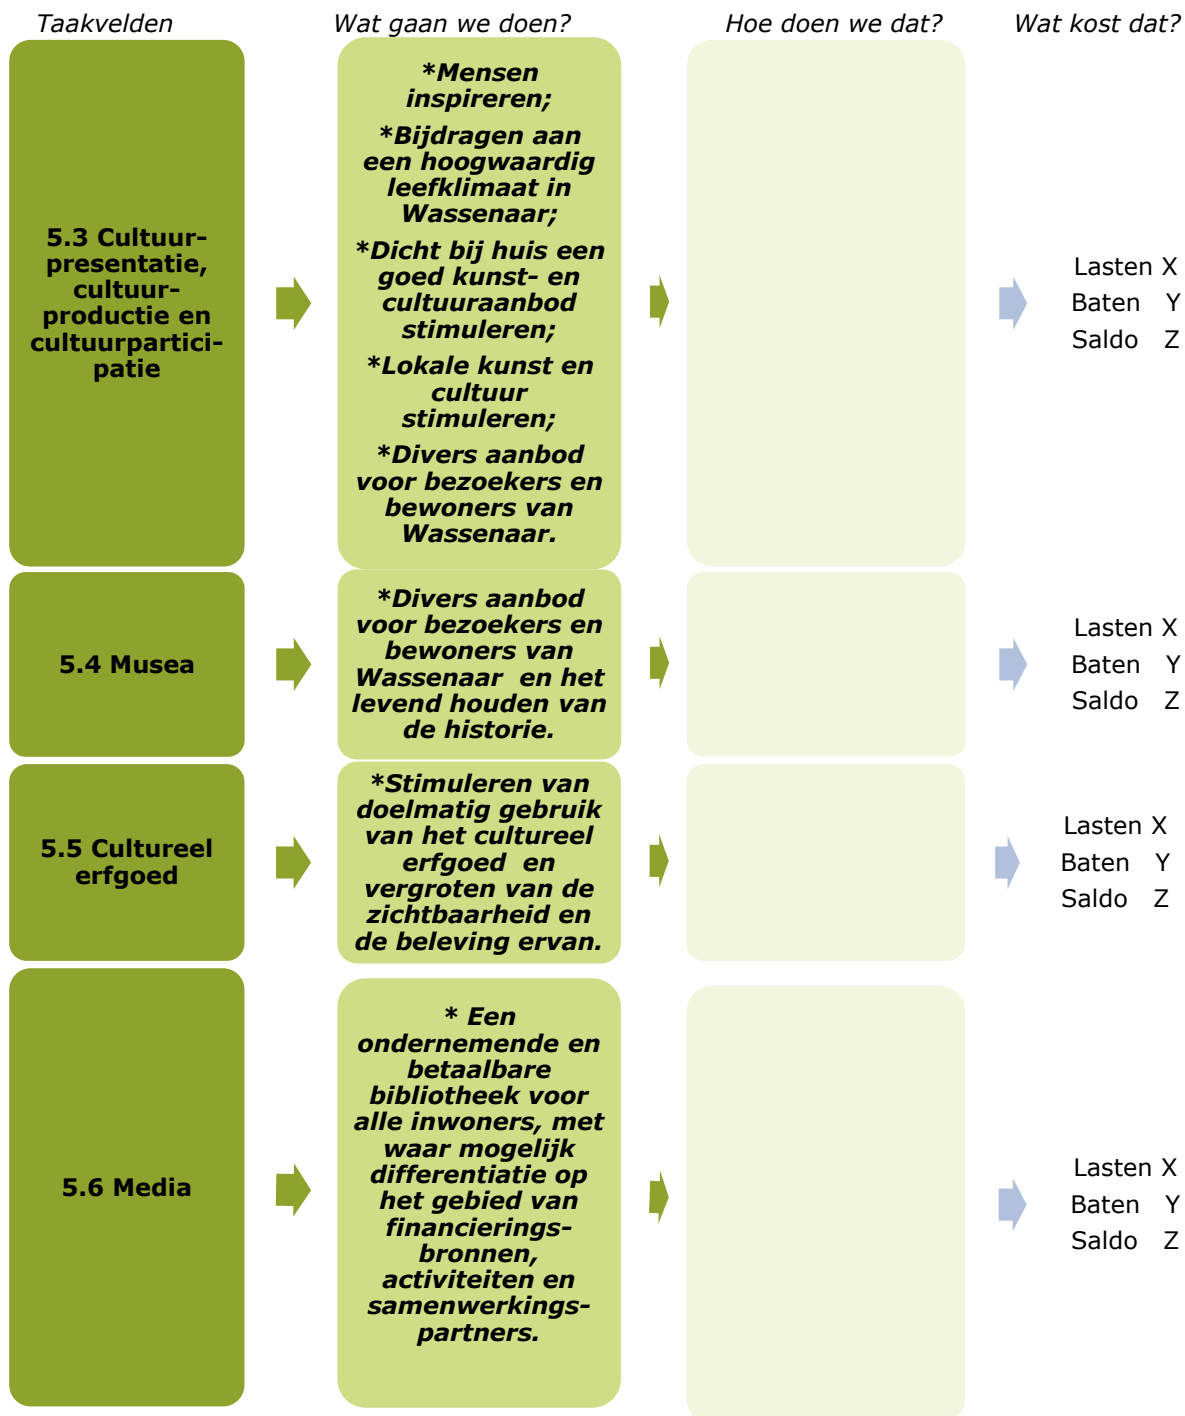 Taakvelden Wat gaan we doen? Hoe doen we dat? Wat kost dat?
5.3 Cultuur-
presentatie,
cultuur-
productie en
cultuurpartici-
patie
*Mensen
inspireren;
*Bijdragen aan
een hoogwaardig
leefklimaat in
Wassenaar;
*Dicht bij huis een
goed kunst- en
cultuuraanbod
stimuleren;
*Lokale kunst en
cultuur
stimuleren;
*Divers aanbod
voor bezoekers en
bewoners van
Wassenaar.
Lasten X
Baten Y
Saldo Z
5.4 Musea
*Divers aanbod
voor bezoekers en
bewoners van
Wassenaar en het
levend houden van
de historie.
Lasten X
Baten Y
Saldo Z
5.5 Cultureel
erfgoed
*Stimuleren van
doelmatig gebruik
van het cultureel
erfgoed en
vergroten van de
zichtbaarheid en
de beleving ervan.
Lasten X
Baten Y
Saldo Z
5.6 Media
* Een
ondernemende en
betaalbare
bibliotheek voor
alle inwoners, met
waar mogelijk
differentiatie op
het gebied van
financierings-
bronnen,
activiteiten en
samenwerkings-
partners.
Lasten X
Baten Y
Saldo Z